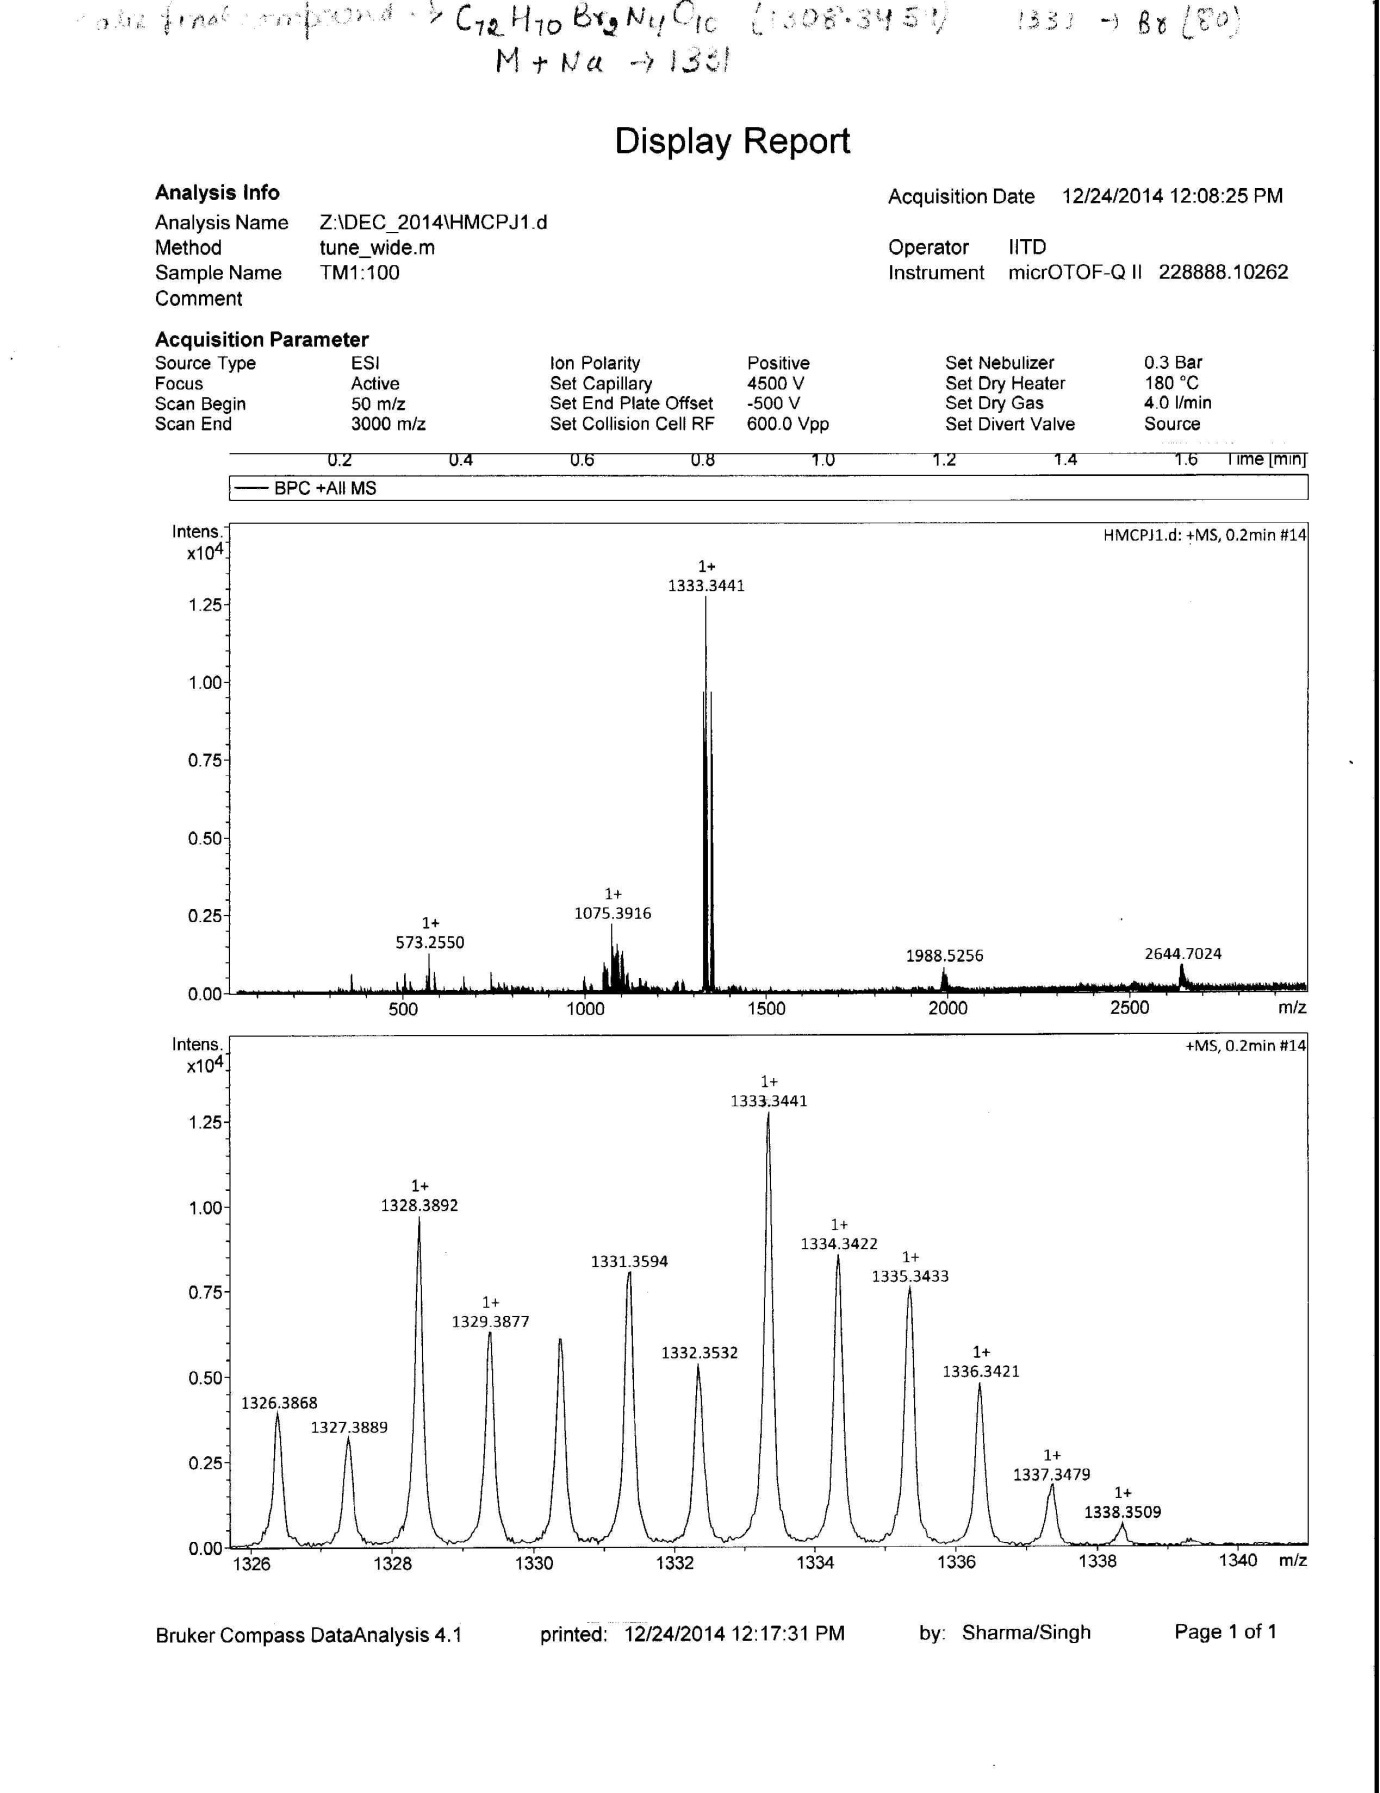 final compound → C72 H70 Br2 N4 O10 (1308.3451) 1333 → Br (80)
M + Na → 1331
Display Report
Analysis Info
Acquisition Date 12/24/2014 12:08:25 PM
Analysis Name Z:\DEC_2014\HMCPJ1.d
Method tune_wide.m Operator IITD
Sample Name TM1:100 Instrument micrOTOF-Q II 228888.10262
Comment
Acquisition Parameter
Source Type ESI Ion Polarity Positive Set Nebulizer 0.3 Bar
Focus Active Set Capillary 4500 V Set Dry Heater 180 °C
Scan Begin 50 m/z Set End Plate Offset -500 V Set Dry Gas 4.0 l/min
Scan End 3000 m/z Set Collision Cell RF 600.0 Vpp Set Divert Valve Source
0.2 0.4 0.6 0.8 1.0 1.2 1.4 1.6 Time [min]
BPC +All MS
Intens.
x10⁴
HMCPJ1.d: +MS, 0.2min #14
1+
1333.3441
1.25
1.00
0.75
0.50
1+
1075.3916
0.25
1+
573.2550
1988.5256
2644.7024
0.00
500 1000 1500 2000 2500 m/z
Intens.
x10⁴
+MS, 0.2min #14
1+
1333.3441
1.25
1+
1328.3892
1.00
1+
1334.3422
1331.3594
1+
1335.3433
0.75
1+
1329.3877
1332.3532
1+
1336.3421
0.50
1326.3868
1327.3889
1+
1337.3479
0.25
1+
1338.3509
0.00
1326 1328 1330 1332 1334 1336 1338 1340 m/z
Bruker Compass DataAnalysis 4.1 printed: 12/24/2014 12:17:31 PM by: Sharma/Singh Page 1 of 1